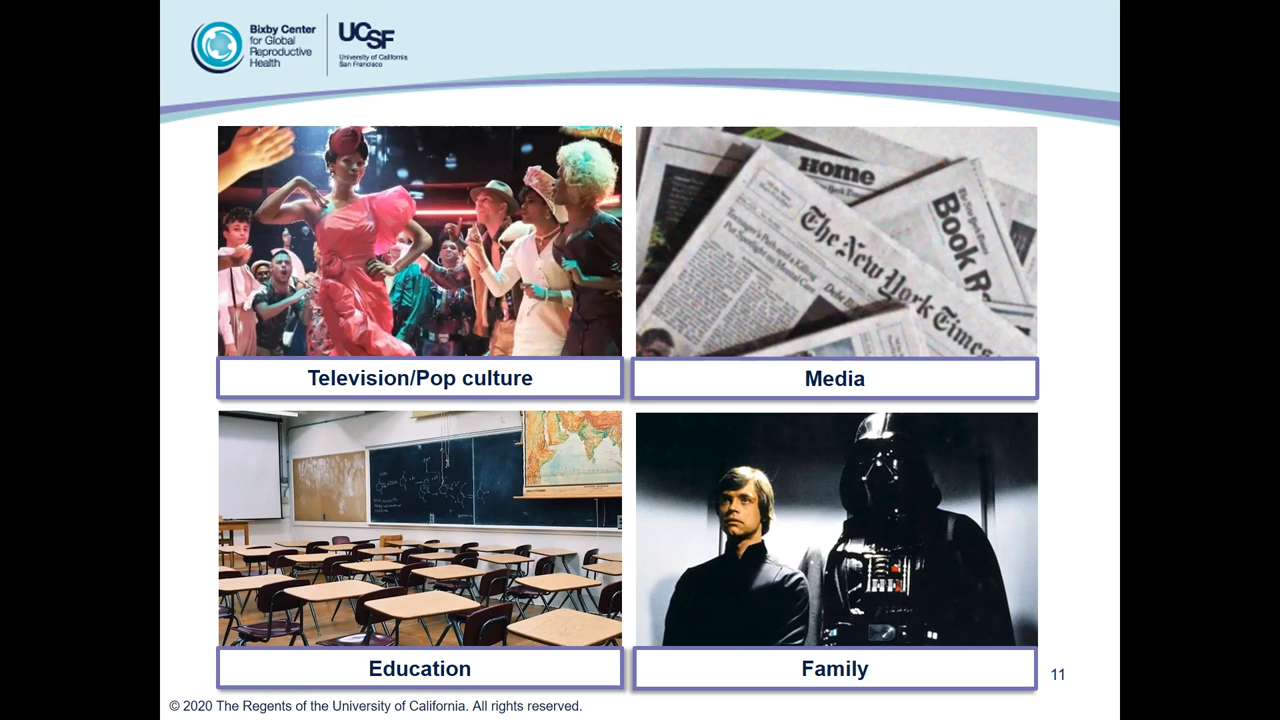 Bixby Center
for Global
Reproductive
Health
UCSF
University of California
San Francisco
Home
The New York Times
Book
Television/Pop culture
Media
Education
Family
11
© 2020 The Regents of the University of California. All rights reserved.